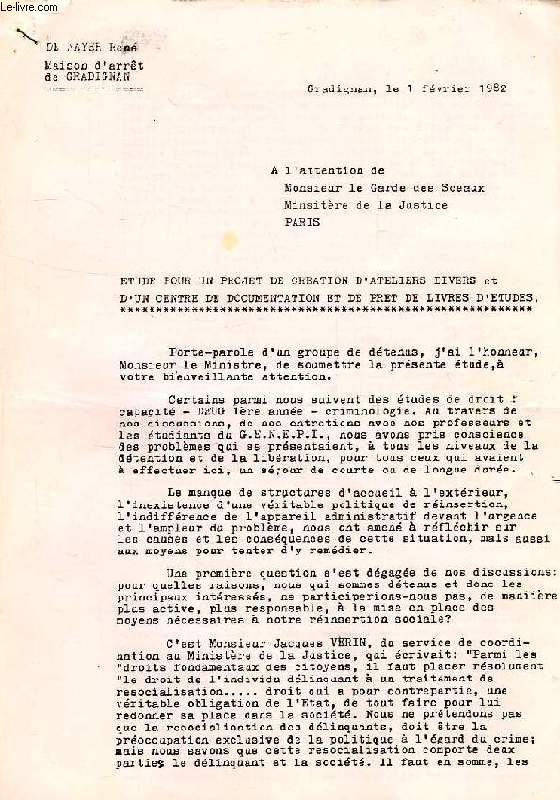 Le-livre.com
DE PAYER René
Maison d'arrêt
de GRADIGNAN
Gradignan, le 1 février 1982
A l'attention de
Monsieur le Garde des Sceaux
Minsitère de la Justice
PARIS
ETUDE POUR UN PROJET DE CREATION D'ATELIERS DIVERS et
D'UN CENTRE DE DOCUMENTATION ET DE PRET DE LIVRES D'ETUDES.
***********************************************************
Porte-parole d'un groupe de détenus, j'ai l'honneur,
Monsieur le Ministre, de soumettre la présente étude,à
votre bienveillante attention.
Certains parmi nous suivent des études de droit :
capacité - DEUG 1ère année - criminologie. Au travers de
nos discussions, de nos entretiens avec nos professeurs et
les étudiants du G.E.N.E.P.I., nous avons pris conscience
des problèmes qui se présentaient, à tous les niveaux de la
détention et de la libération, pour tous ceux qui avaient
à effectuer ici, un séjour de courte ou de longue durée.
Le manque de structures d'accueil à l'extérieur,
l'inexistence d'une véritable politique de réinsertion,
l'indifférence de l'appareil administratif devant l'urgence
et l'ampleur du problème, nous ont amené à réfléchir sur
les causes et les conséquences de cette situation, mais aussi
aux moyens pour tenter d'y remédier.
Une première question s'est dégagée de nos discussions:
pour quelles raisons, nous qui sommes détenus et donc les
principaux intéressés, ne participerions-nous pas, de manière
plus active, plus responsable, à la mise en place des
moyens nécessaires à notre réinsertion sociale?
C'est Monsieur Jacques VERIN, du service de coordi-
nation au Ministère de la Justice, qui écrivait: "Parmi les
"droits fondamentaux des citoyens, il faut placer résolument
"le droit de l'individu délinquant à un traitement de
resocialisation..... droit qui a pour contrepartie, une
véritable obligation de l'Etat, de tout faire pour lui
redonner sa place dans la société. Nous ne prétendons pas
que la resocialisation des délinquants, doit être la
préoccupation exclusive de la politique à l'égard du crime;
mais nous savons que cette resocialisation comporte deux
parties le délinquant et la société. Il faut en somme, les